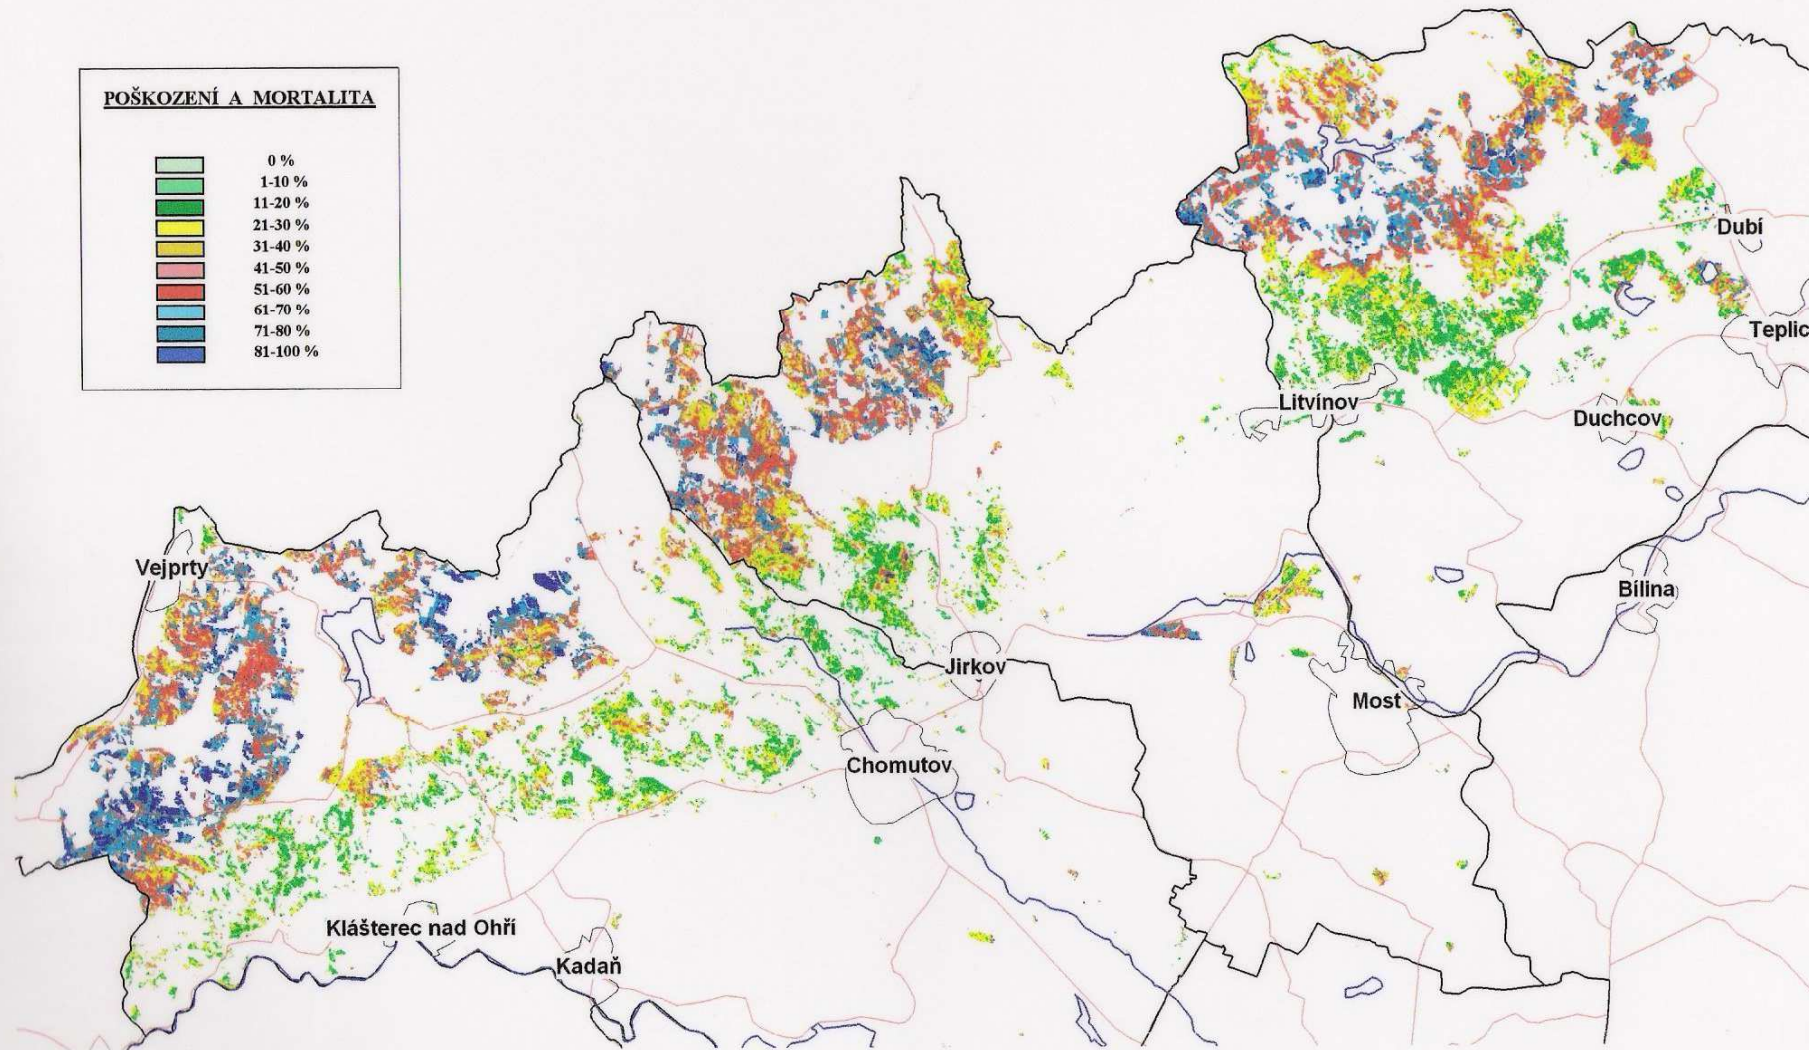 POŠKOZENÍ A MORTALITA
0 %
1-10 %
11-20 %
21-30 %
31-40 %
41-50 %
51-60 %
61-70 %
71-80 %
81-100 %
Dubí
Teplic
Litvínov
Duchcov
Vejprty
Bílina
Jirkov
Most
Chomutov
Klášterec nad Ohří
Kadaň